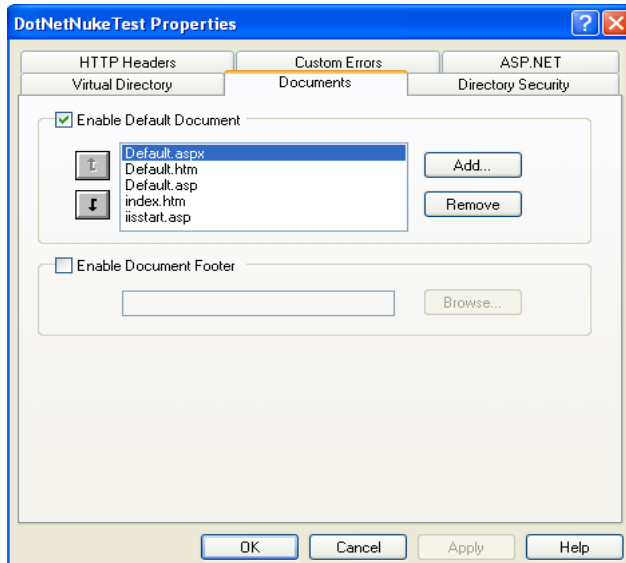 DotNetNukeTest Properties
HTTP Headers
Custom Errors
ASP.NET
Virtual Directory
Documents
Directory Security
Enable Default Document
Default.aspx
Default.htm
Default.asp
index.htm
iisstart.asp
Add...
Remove
Enable Document Footer
Browse...
OK
Cancel
Apply
Help